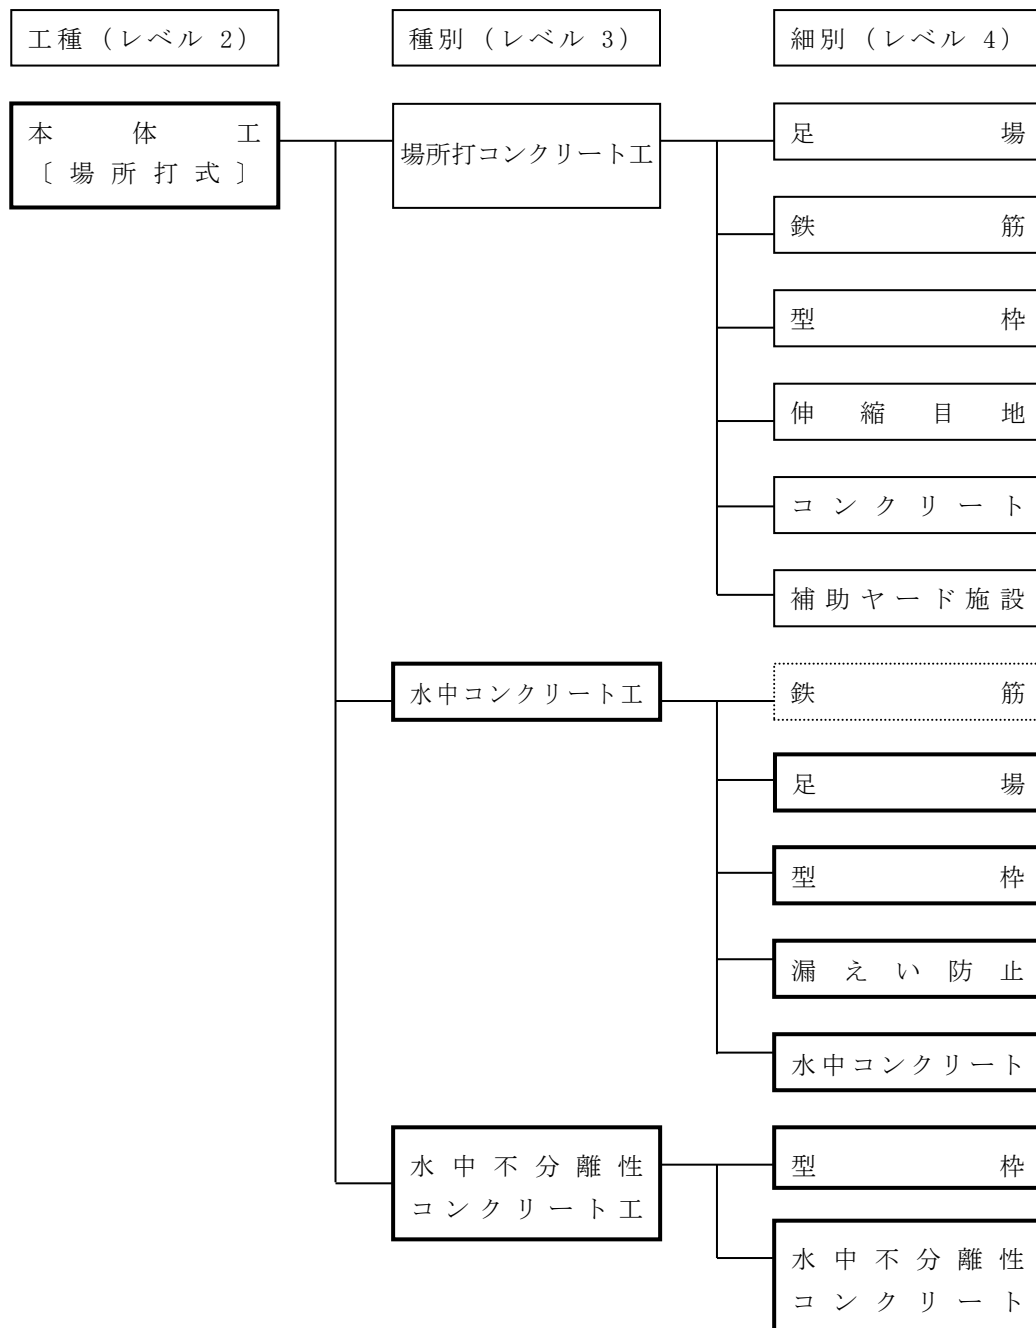 工種（レベル 2）
種別（レベル 3）
細別（レベル 4）
本体工
〔場所打式〕
場所打コンクリート工
足場
鉄筋
型枠
伸縮目地
コンクリート
補助ヤード施設
水中コンクリート工
鉄筋
足場
型枠
漏えい防止
水中コンクリート
水中不分離性
コンクリート工
型枠
水中不分離性
コンクリート